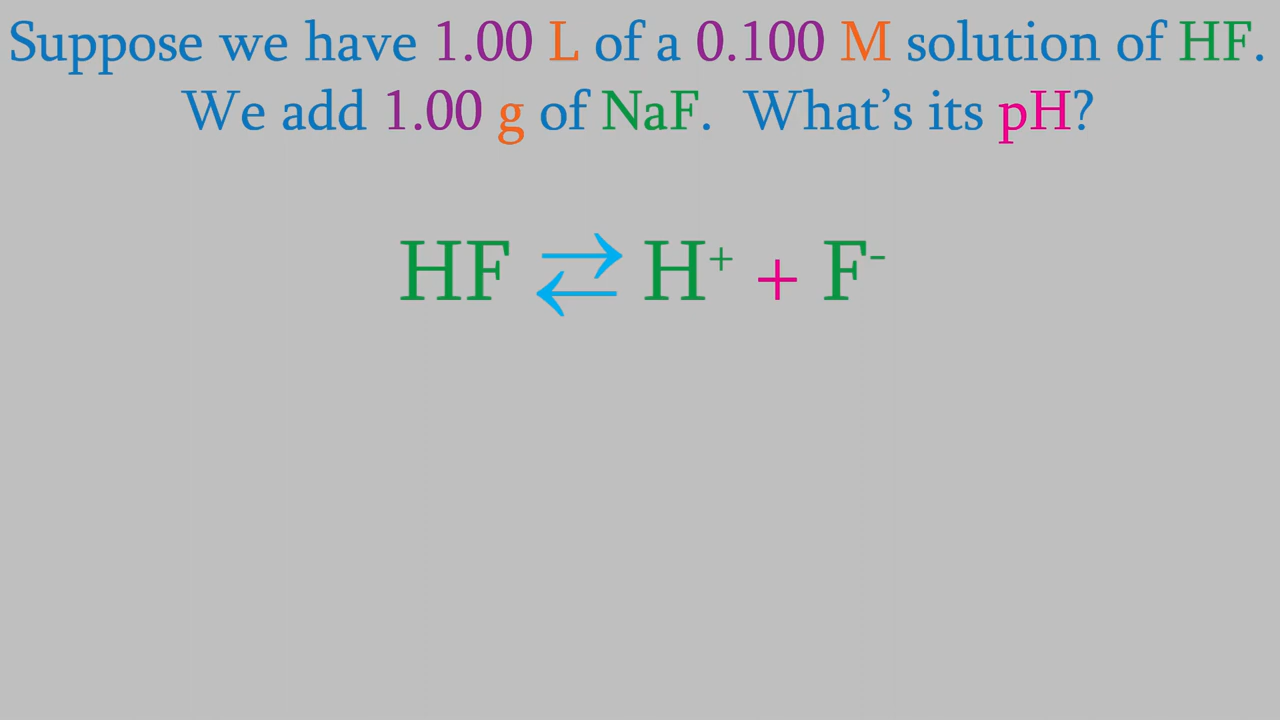 Suppose we have 1.00 L of a 0.100 M solution of HF.
We add 1.00 g of NaF. What’s its pH?
HF ⇄ H⁺ + F⁻